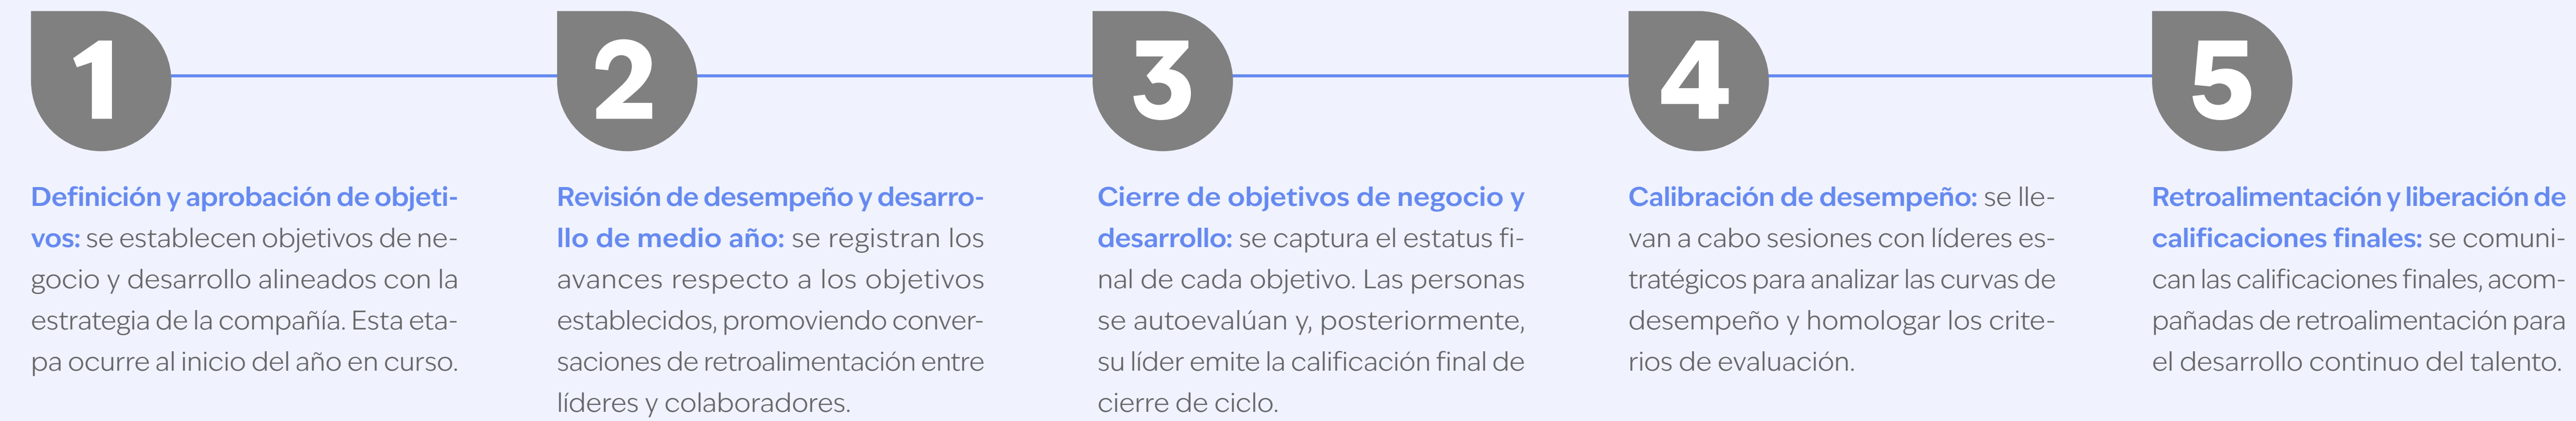 1
Definición y aprobación de objeti-
vos: se establecen objetivos de ne-
gocio y desarrollo alineados con la
estrategia de la compañía. Esta eta-
pa ocurre al inicio del año en curso.
2
Revisión de desempeño y desarro-
llo de medio año: se registran los
avances respecto a los objetivos
establecidos, promoviendo conver-
saciones de retroalimentación entre
líderes y colaboradores.
3
Cierre de objetivos de negocio y
desarrollo: se captura el estatus fi-
nal de cada objetivo. Las personas
se autoevalúan y, posteriormente,
su líder emite la calificación final de
cierre de ciclo.
4
Calibración de desempeño: se lle-
van a cabo sesiones con líderes es-
tratégicos para analizar las curvas de
desempeño y homologar los crite-
rios de evaluación.
5
Retroalimentación y liberación de
calificaciones finales: se comuni-
can las calificaciones finales, acom-
pañadas de retroalimentación para
el desarrollo continuo del talento.